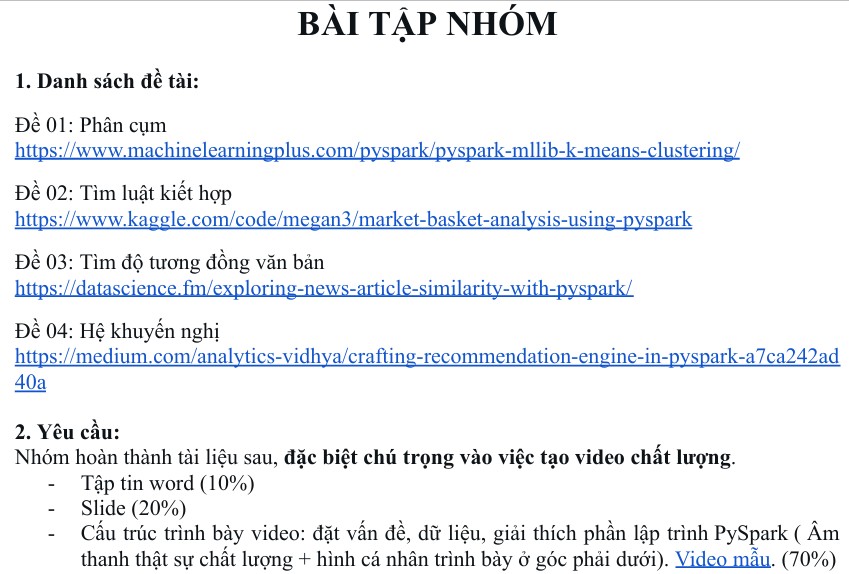 BÀI TẬP NHÓM
1. Danh sách đề tài:
Đề 01: Phân cụm
https://www.machinelearningplus.com/pyspark/pyspark-mllib-k-means-clustering/
Đề 02: Tìm luật kiết hợp
https://www.kaggle.com/code/megan3/market-basket-analysis-using-pyspark
Đề 03: Tìm độ tương đồng văn bản
https://datascience.fm/exploring-news-article-similarity-with-pyspark/
Đề 04: Hệ khuyến nghị
https://medium.com/analytics-vidhya/crafting-recommendation-engine-in-pyspark-a7ca242ad
40a
2. Yêu cầu:
Nhóm hoàn thành tài liệu sau, đặc biệt chú trọng vào việc tạo video chất lượng.
- Tập tin word (10%)
- Slide (20%)
- Cấu trúc trình bày video: đặt vấn đề, dữ liệu, giải thích phần lập trình PySpark ( Âm
thanh thật sự chất lượng + hình cá nhân trình bày ở góc phải dưới). Video mẫu. (70%)